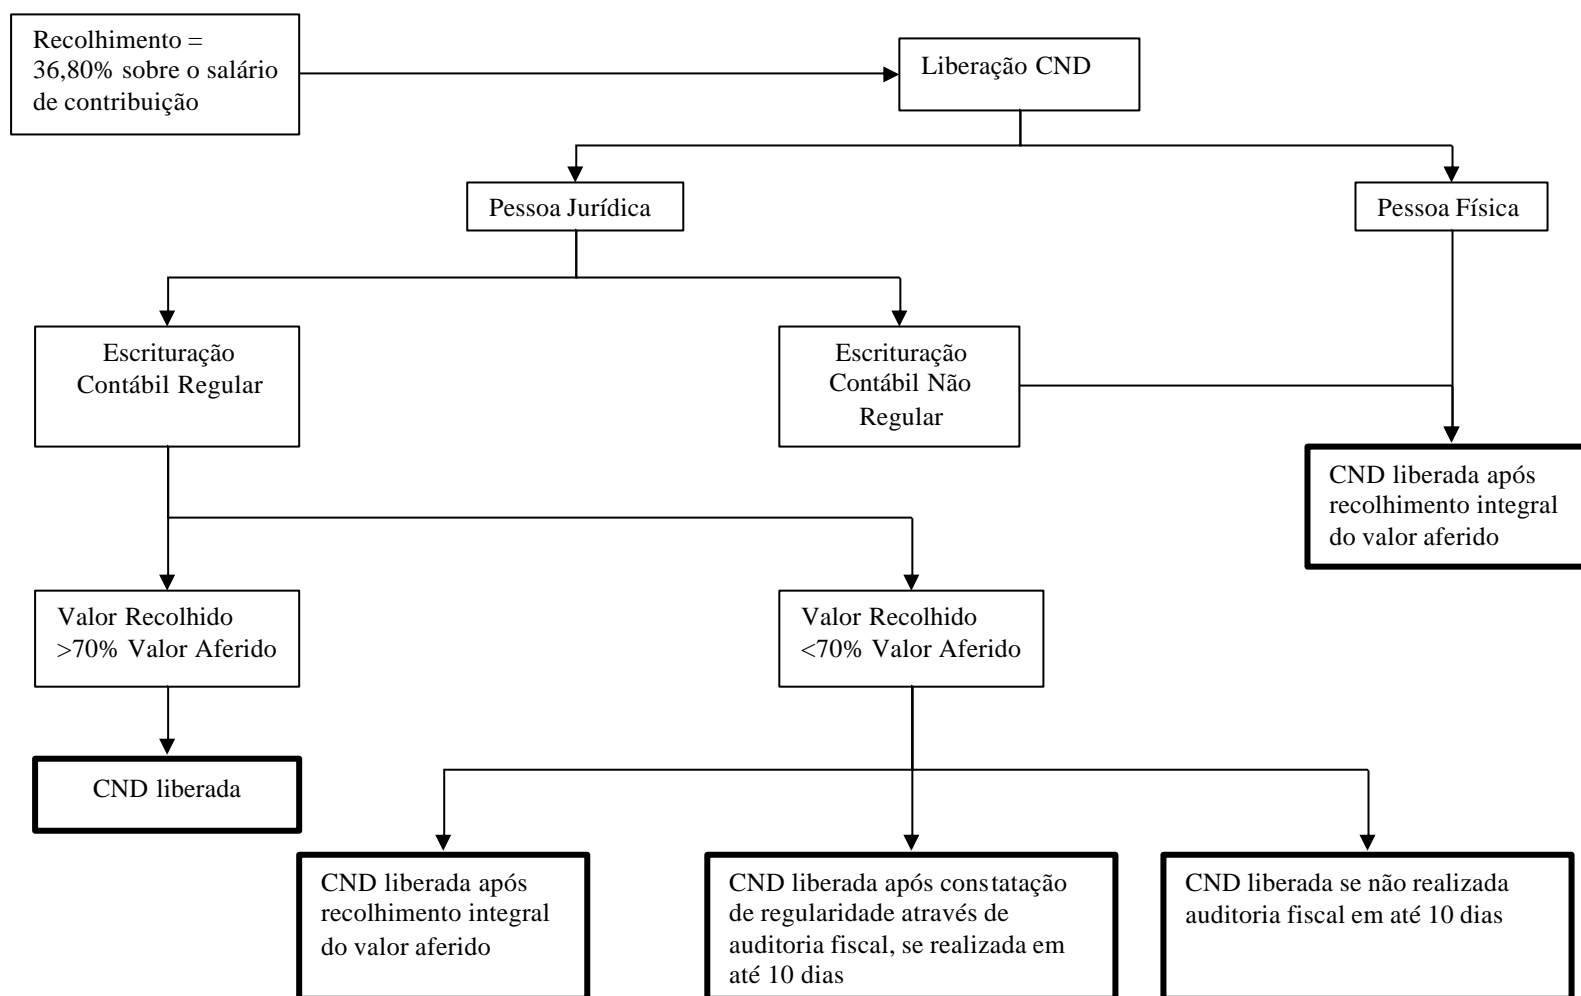 Recolhimento =
36,80% sobre o salário
de contribuição
Liberação CND
Pessoa Jurídica
Pessoa Física
Escrituração
Contábil Regular
Escrituração
Contábil Não
Regular
CND liberada após
recolhimento integral
do valor aferido
Valor Recolhido
>70% Valor Aferido
Valor Recolhido
<70% Valor Aferido
CND liberada
CND liberada após
recolhimento integral
do valor aferido
CND liberada após constatação
de regularidade através de
auditoria fiscal, se realizada em
até 10 dias
CND liberada se não realizada
auditoria fiscal em até 10 dias